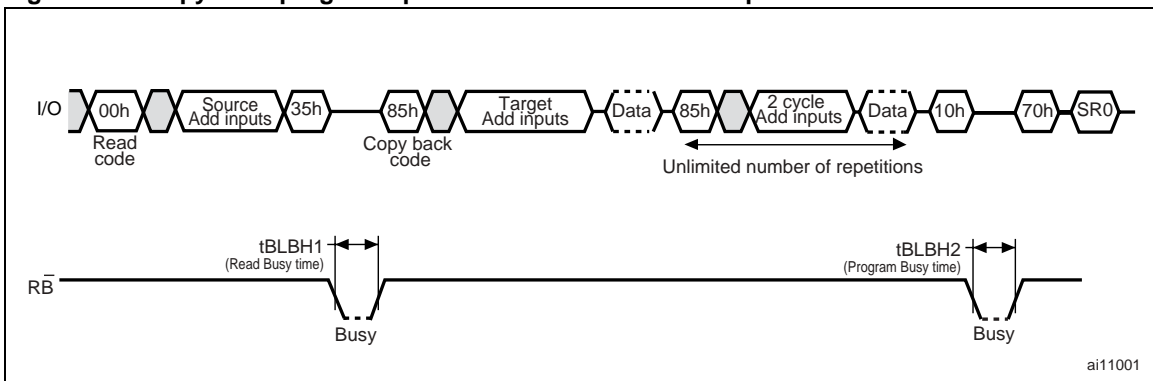 I/O 00h Source Add inputs 35h 85h Target Add inputs Data 85h 2 cycle Add inputs Data 10h 70h SR0
Read code
Copy back code
Unlimited number of repetitions
tBLBH1
(Read Busy time)
tBLBH2
(Program Busy time)
RB̅
Busy
Busy
ai11001